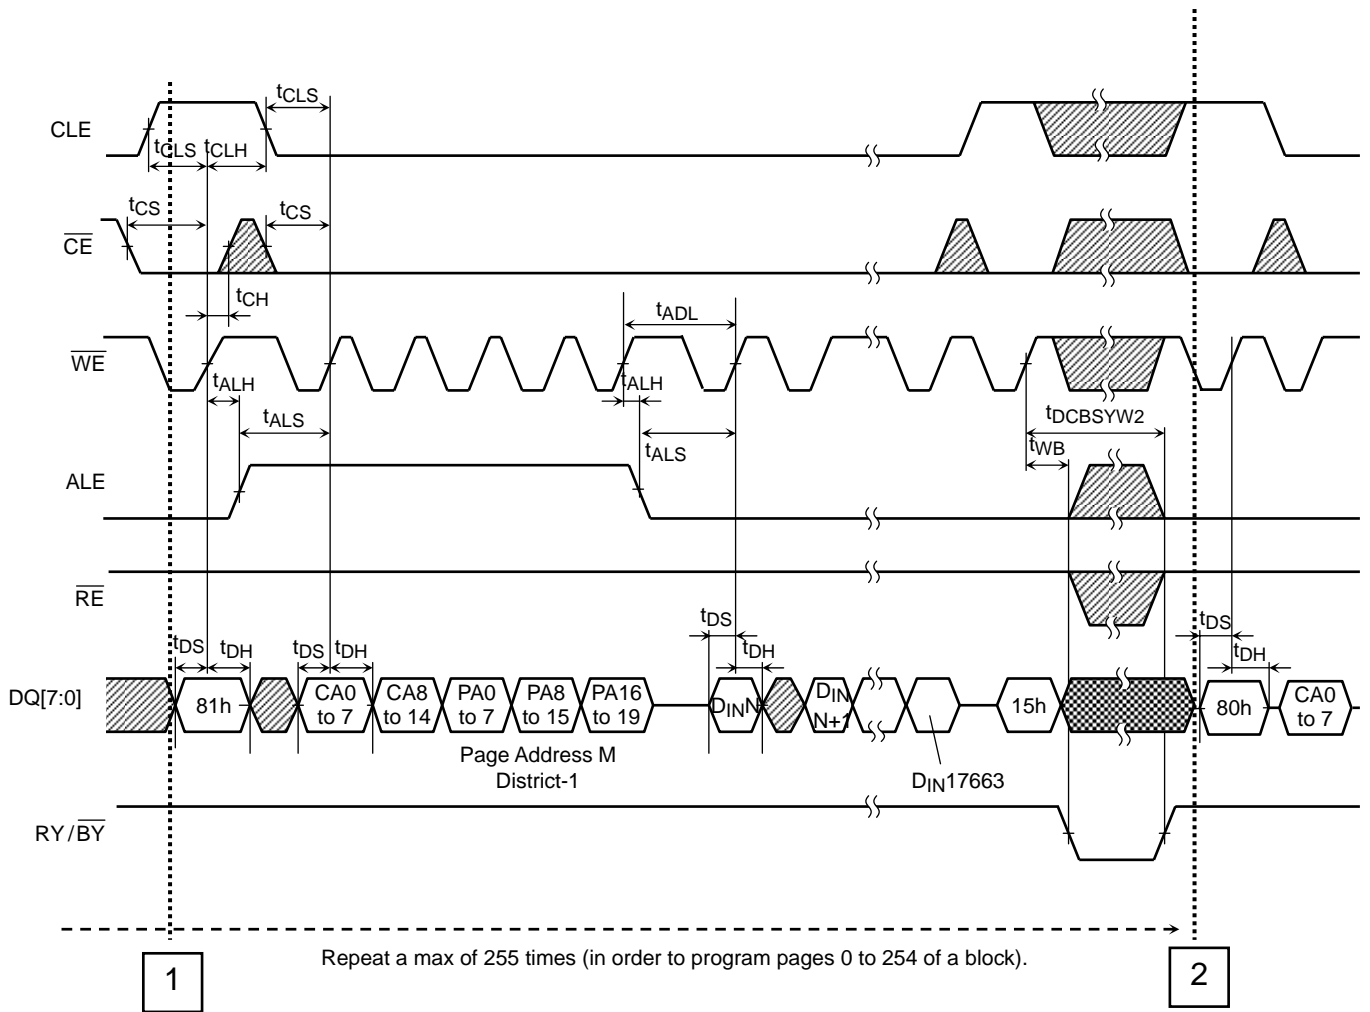 tCLS
CLE
tCLS tCLH
tCS tCS
CE
tCH
tADL
WE
tALH tALH
tDCBSYW2
tALS tALS tWB
ALE
RE
tDS tDH tDS tDH tDS tDH tDS tDH
DQ[7:0]
81h
CA0 to 7
CA8 to 14
PA0 to 7
PA8 to 15
PA16 to 19
DINN
DIN N+1
15h
80h
CA0 to 7
Page Address M
District-1
DIN17663
RY/BY
Repeat a max of 255 times (in order to program pages 0 to 254 of a block).
1
2